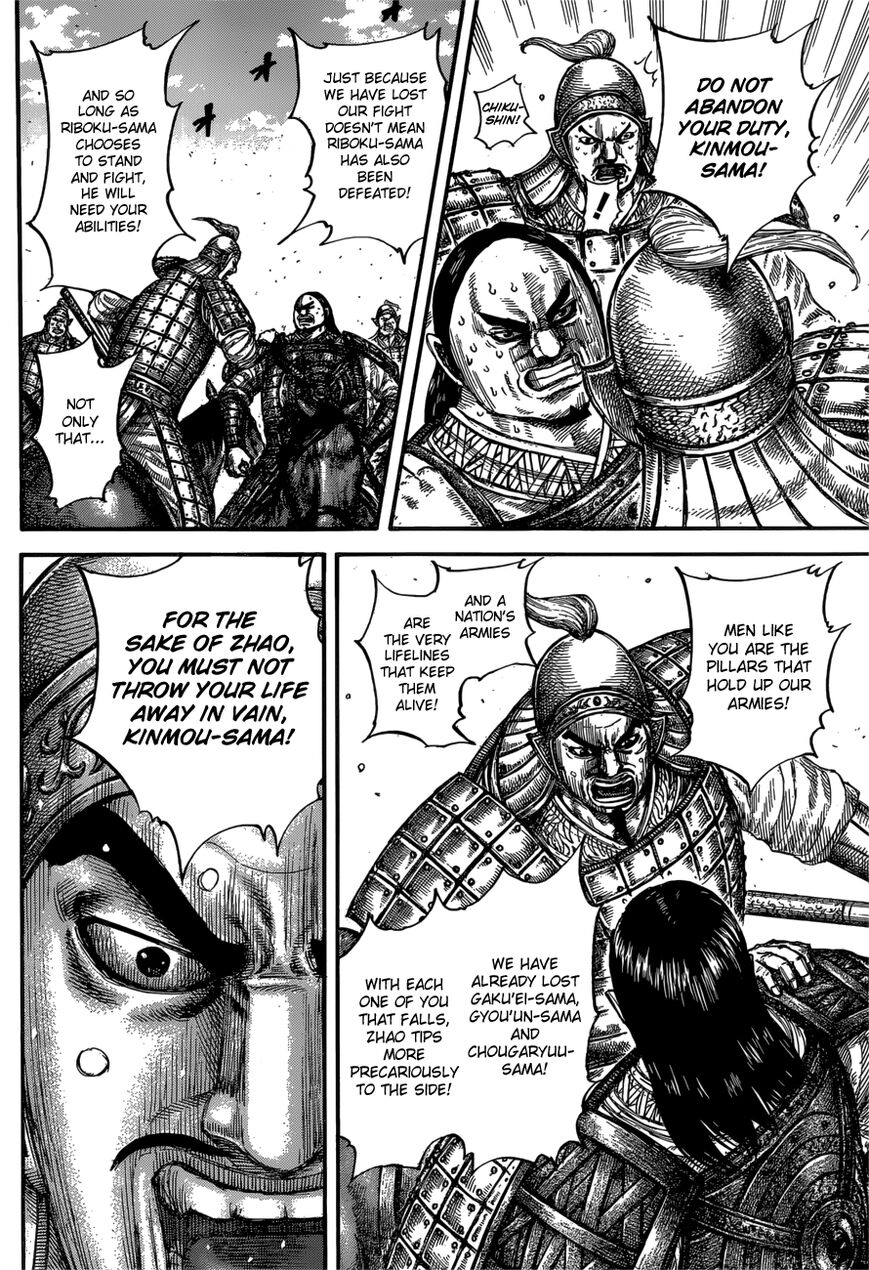 DO NOT
ABANDON
YOUR DUTY,
KINMOU-
SAMA!
CHIKU-
SHIN!
!
JUST BECAUSE
WE HAVE LOST
OUR FIGHT
DOESN'T MEAN
RIBOKU-SAMA
HAS ALSO
BEEN
DEFEATED!
AND SO
LONG AS
RIBOKU-SAMA
CHOOSES
TO STAND
AND FIGHT,
HE WILL
NEED YOUR
ABILITIES!
NOT
ONLY
THAT...
MEN LIKE
YOU ARE THE
PILLARS THAT
HOLD UP OUR
ARMIES!
AND A
NATION'S
ARMIES
ARE
THE VERY
LIFELINES
THAT KEEP
THEM
ALIVE!
WE HAVE
ALREADY LOST
GAKU'EI-SAMA,
GYOU'UN-SAMA
AND
CHOUGARYUU-
SAMA!
WITH EACH
ONE OF YOU
THAT FALLS,
ZHAO TIPS
MORE
PRECARIOUSLY
TO THE SIDE!
FOR THE
SAKE OF ZHAO,
YOU MUST NOT
THROW YOUR LIFE
AWAY IN VAIN,
KINMOU-SAMA!